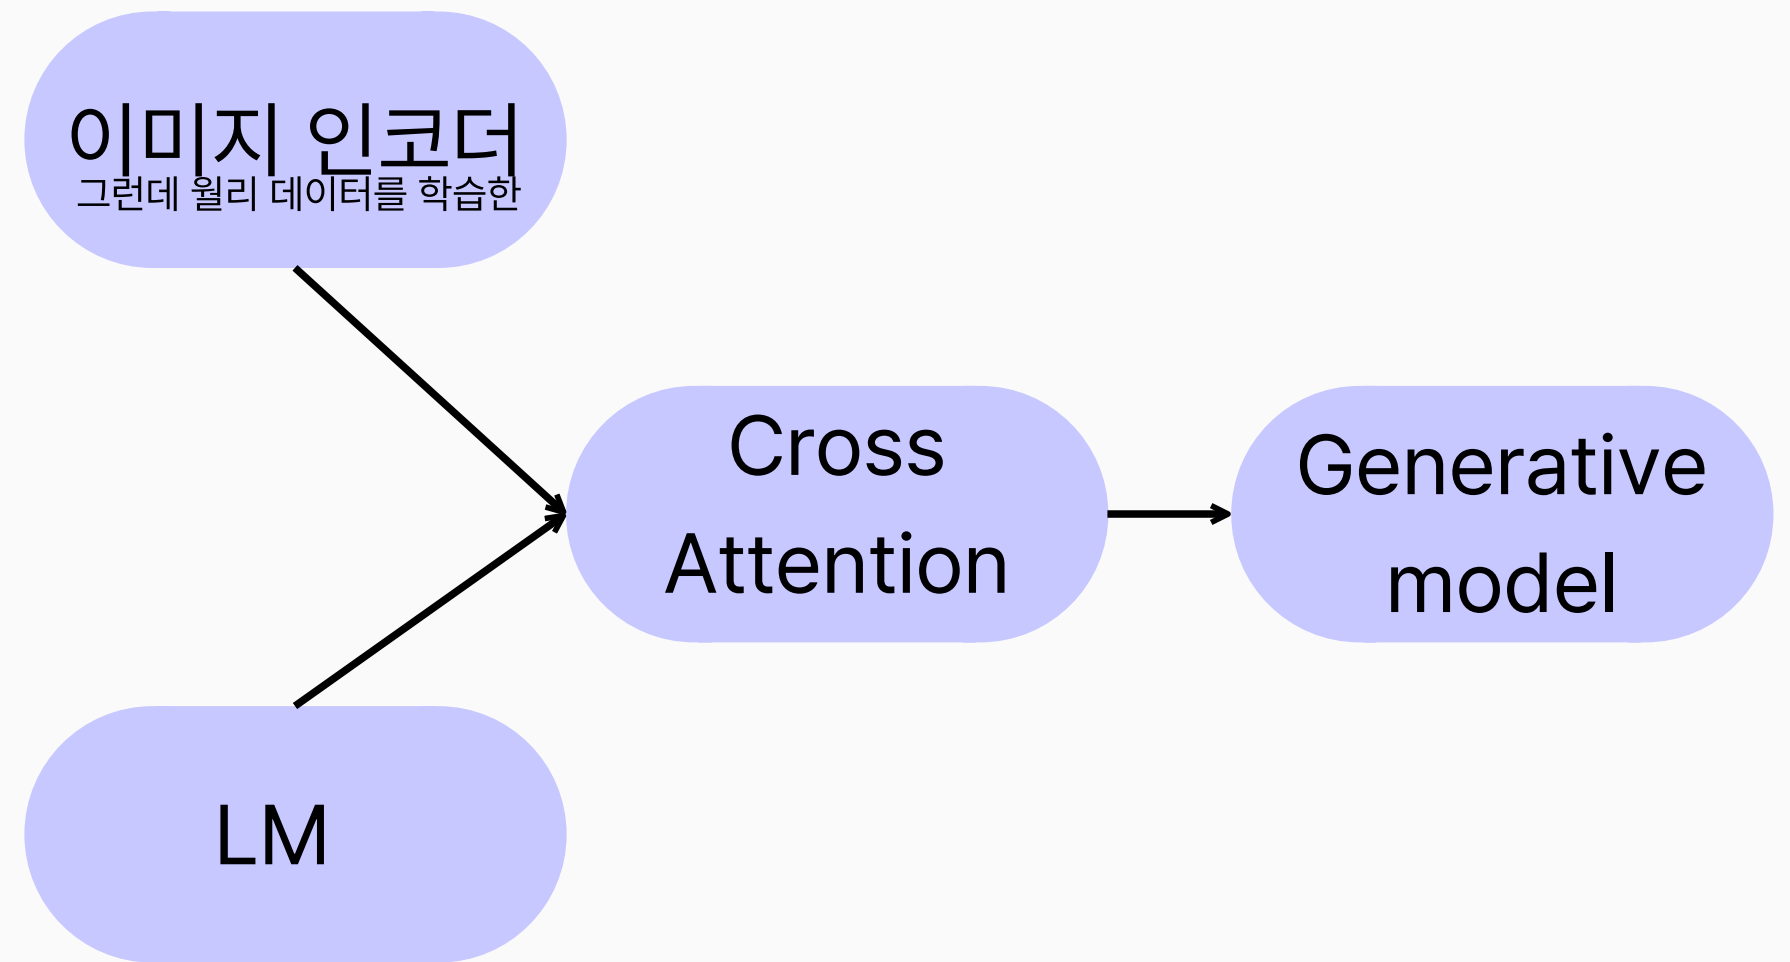 이미지 인코더
그런데 월리 데이터를 학습한
Cross
Attention
Generative
model
LM